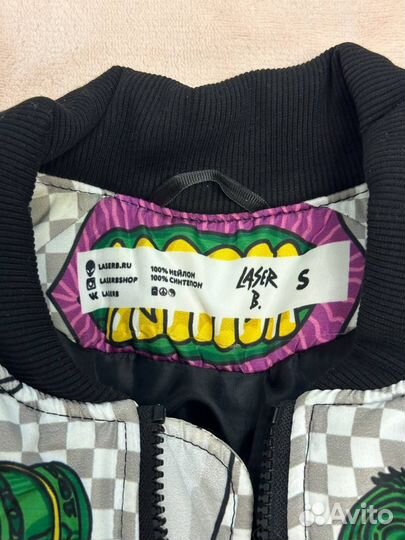 LASERB.RU
LASERBSHOP
LASERB
100% НЕЙЛОН
100% СИНТЕПОН
LASER
B.
S
Avito